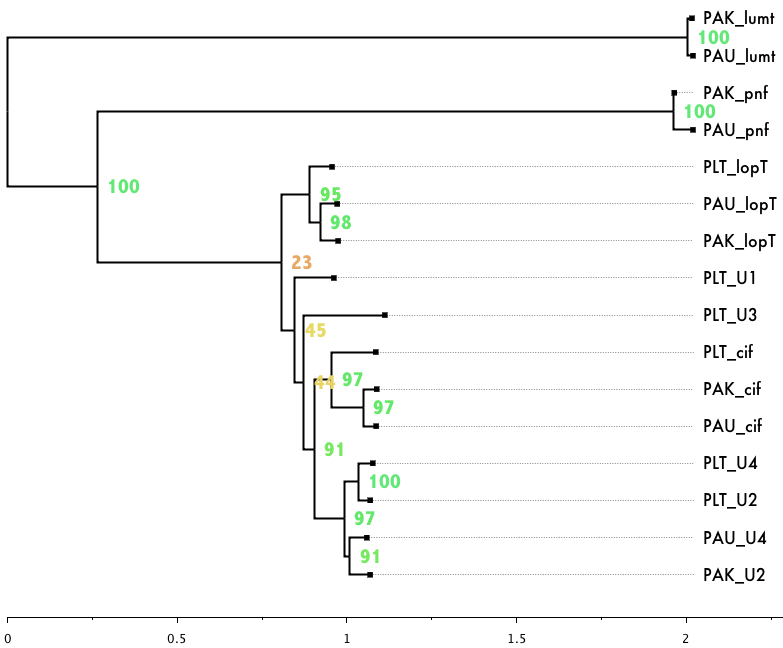 PAK_lumt
100
PAU_lumt
PAK_pnf
100
PAU_pnf
PLT_lopT
100
95
PAU_lopT
98
PAK_lopT
23
PLT_U1
PLT_U3
45
PLT_cif
44
97
PAK_cif
97
PAU_cif
91
PLT_U4
100
PLT_U2
97
PAU_U4
91
PAK_U2
0
0.5
1
1.5
2